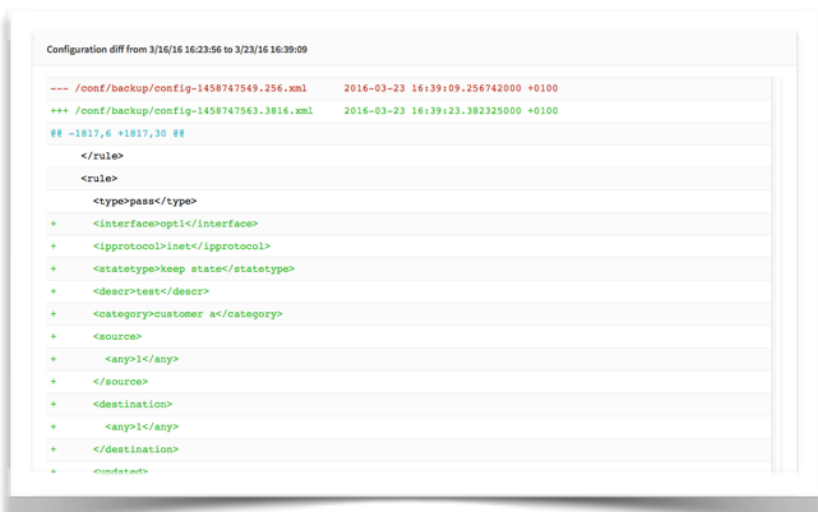 Configuration diff from 3/16/16 16:23:56 to 3/23/16 16:39:09
--- /conf/backup/config-1458747549.256.xml 2016-03-23 16:39:09.256742000 +0100
+++ /conf/backup/config-1458747563.3816.xml 2016-03-23 16:39:23.382325000 +0100
@@ -1817,6 +1817,30 @@
</rule>
<rule>
<type>pass</type>
+ <interface>opt1</interface>
+ <ipprotocol>inet</ipprotocol>
+ <statetype>keep state</statetype>
+ <descr>test</descr>
+ <category>customer a</category>
+ <source>
+ <any>1</any>
+ </source>
+ <destination>
+ <any>1</any>
+ </destination>
+ <updated>